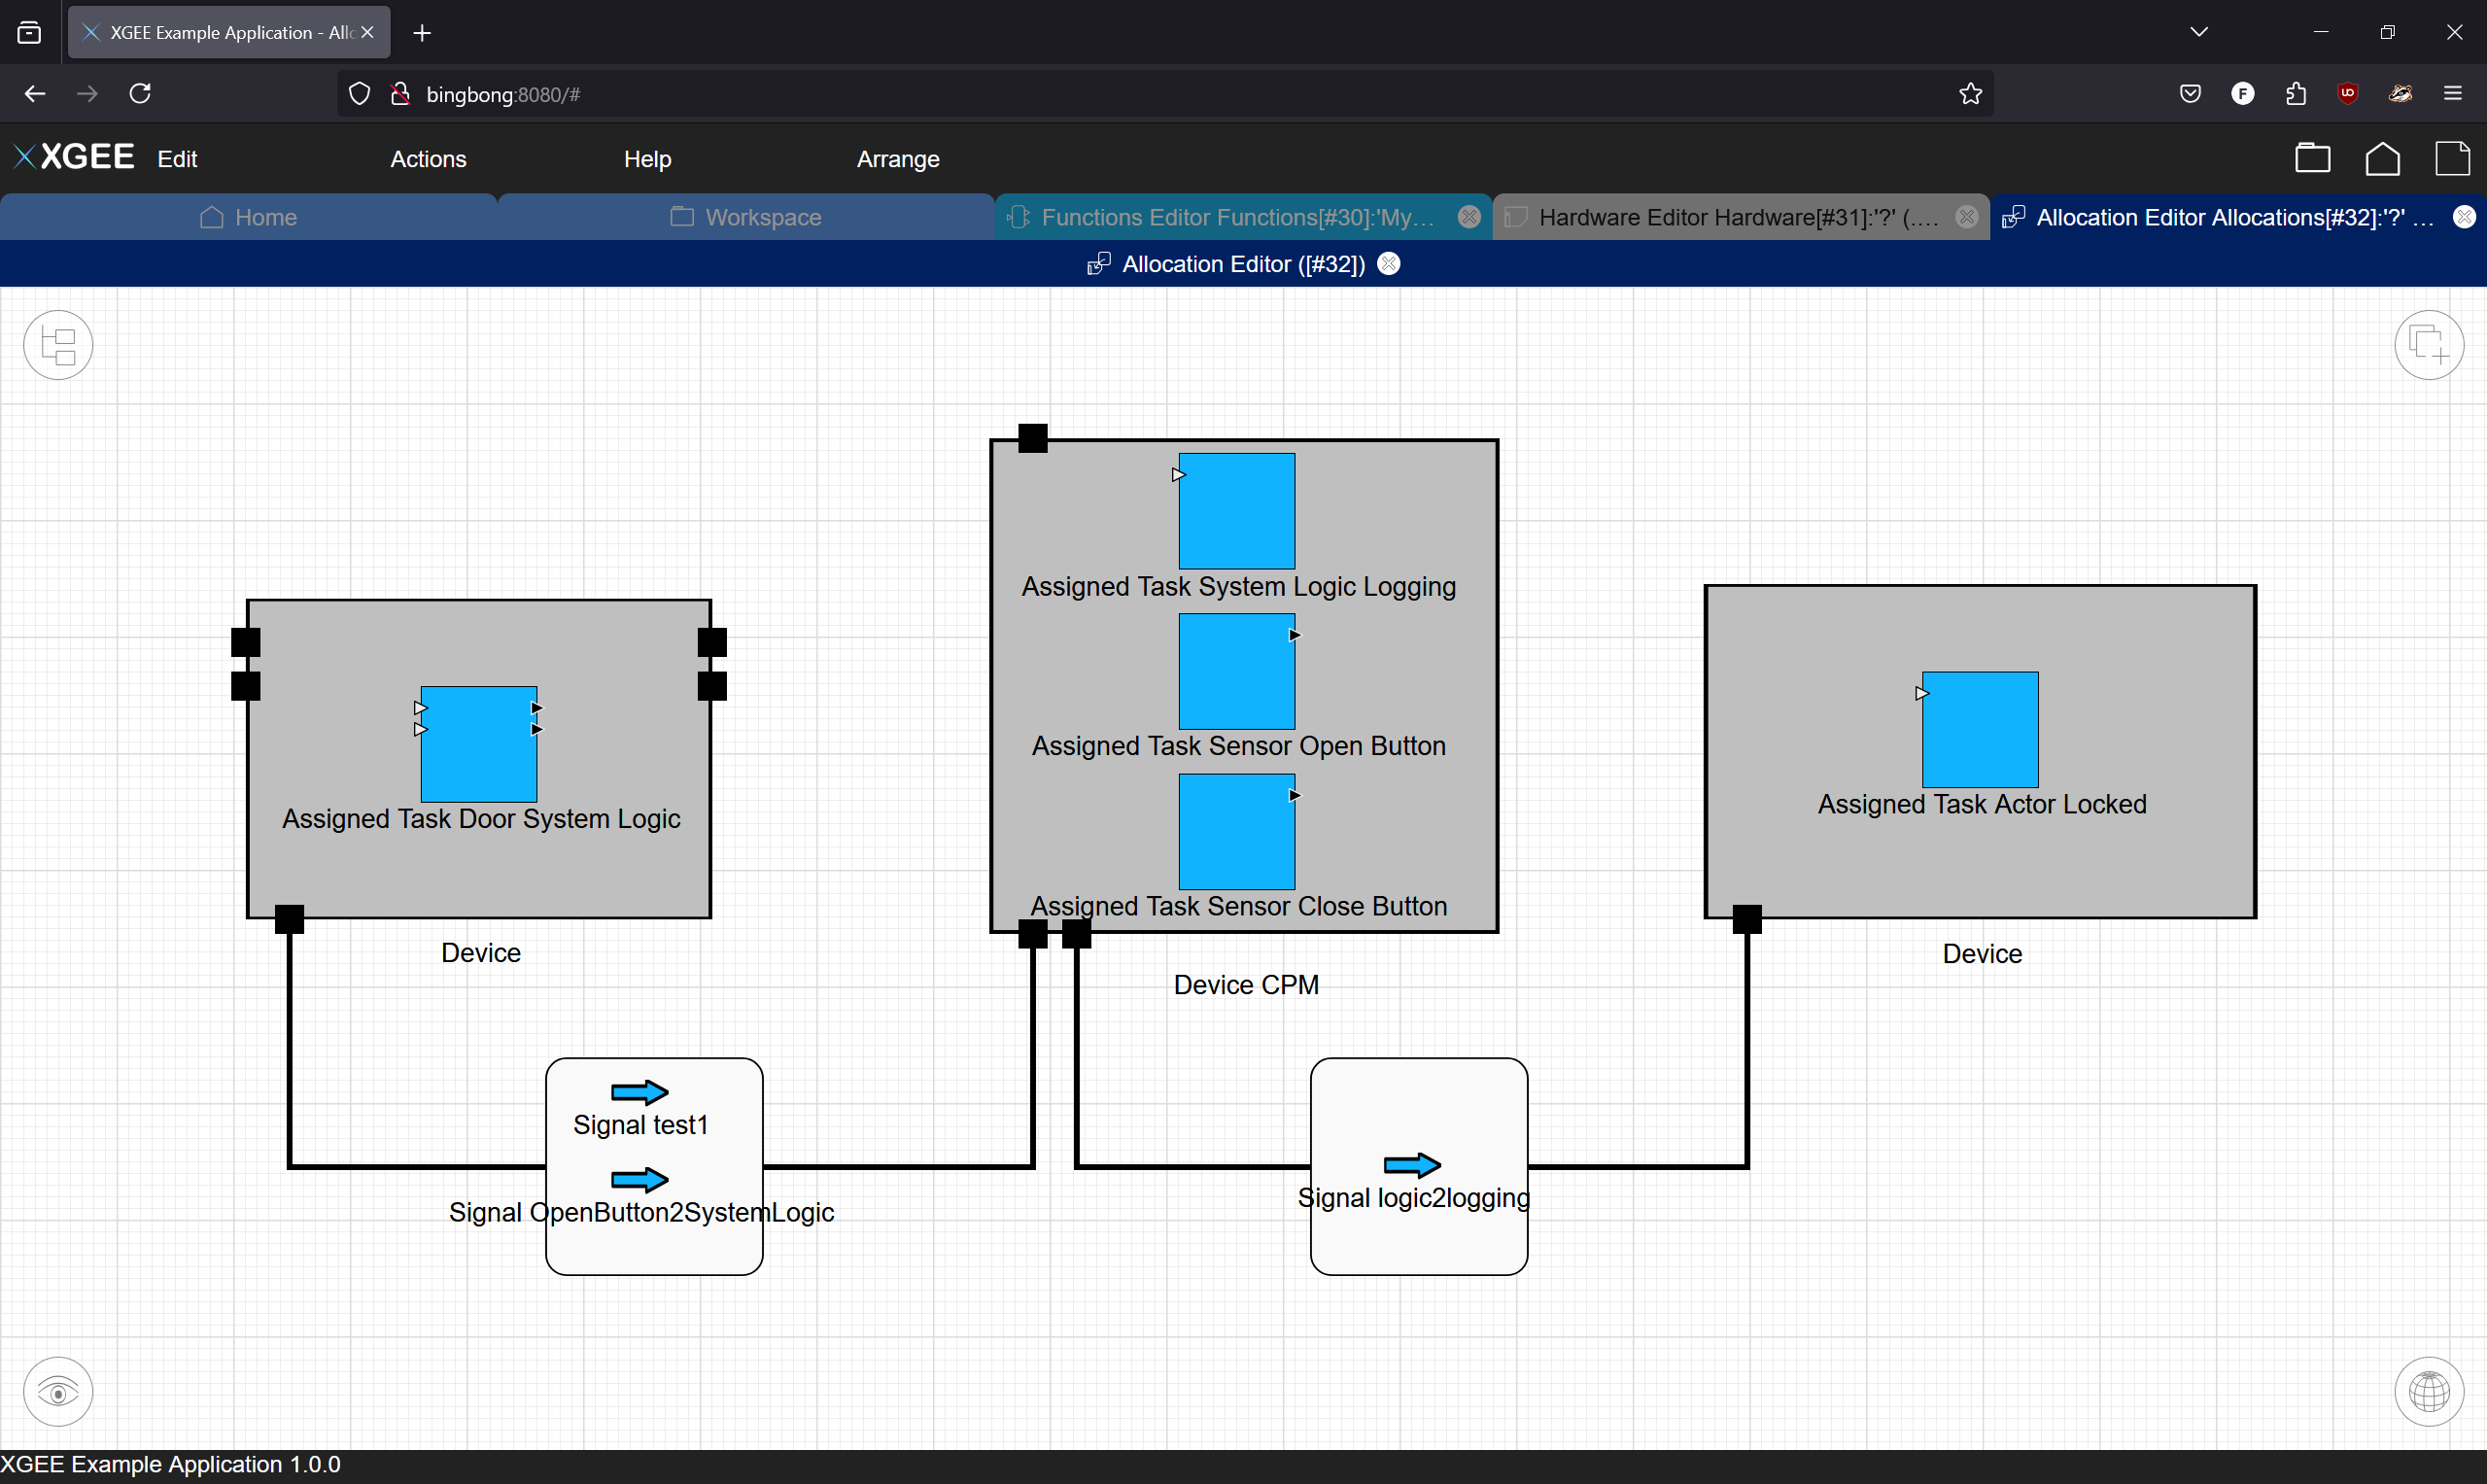 XGEE Example Application - Allo
bingbong:8080/#
XGEE
Edit
Actions
Help
Arrange
Home
Workspace
Functions Editor Functions[#30]:'My...
Hardware Editor Hardware[#31]:'?' (....
Allocation Editor Allocations[#32]:'?' ...
Allocation Editor ([#32])
Assigned Task System Logic Logging
Assigned Task Sensor Open Button
Assigned Task Door System Logic
Assigned Task Actor Locked
Assigned Task Sensor Close Button
Device
Device CPM
Device
Signal test1
Signal OpenButton2SystemLogic
Signal logic2logging
XGEE Example Application 1.0.0